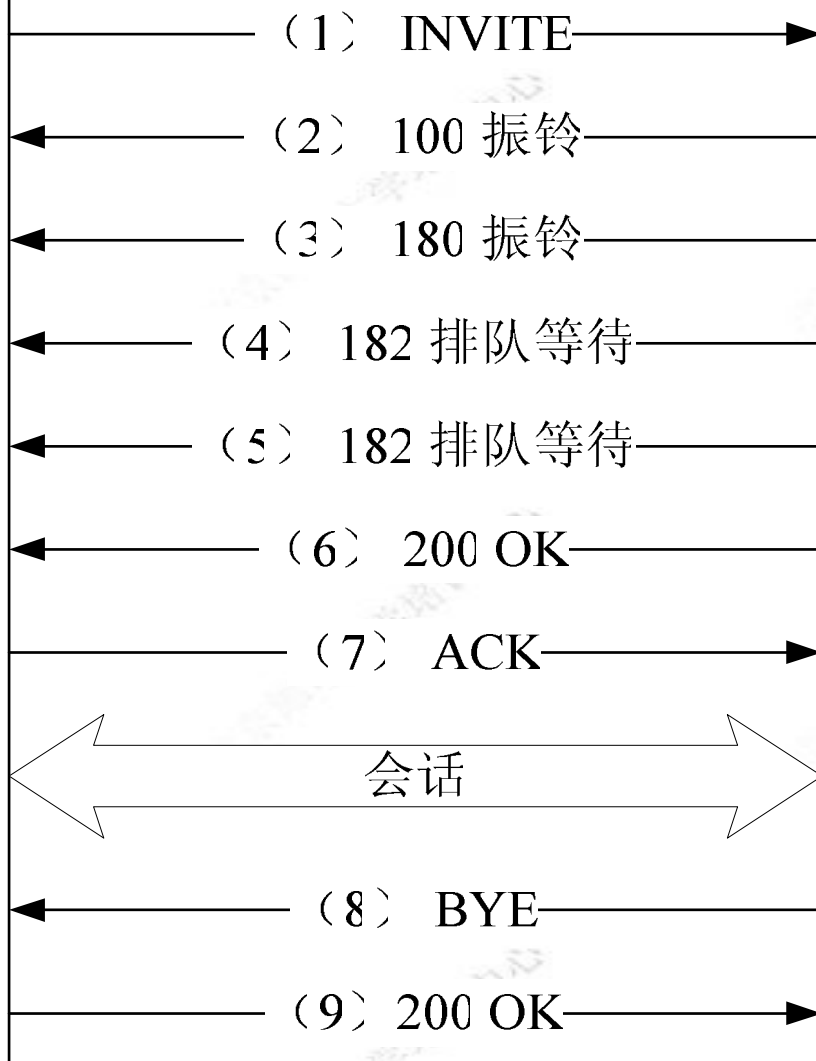 （1） INVITE
（2） 100 振铃
（3） 180 振铃
（4） 182 排队等待
（5） 182 排队等待
（6） 200 OK
（7） ACK
会话
（8） BYE
（9） 200 OK